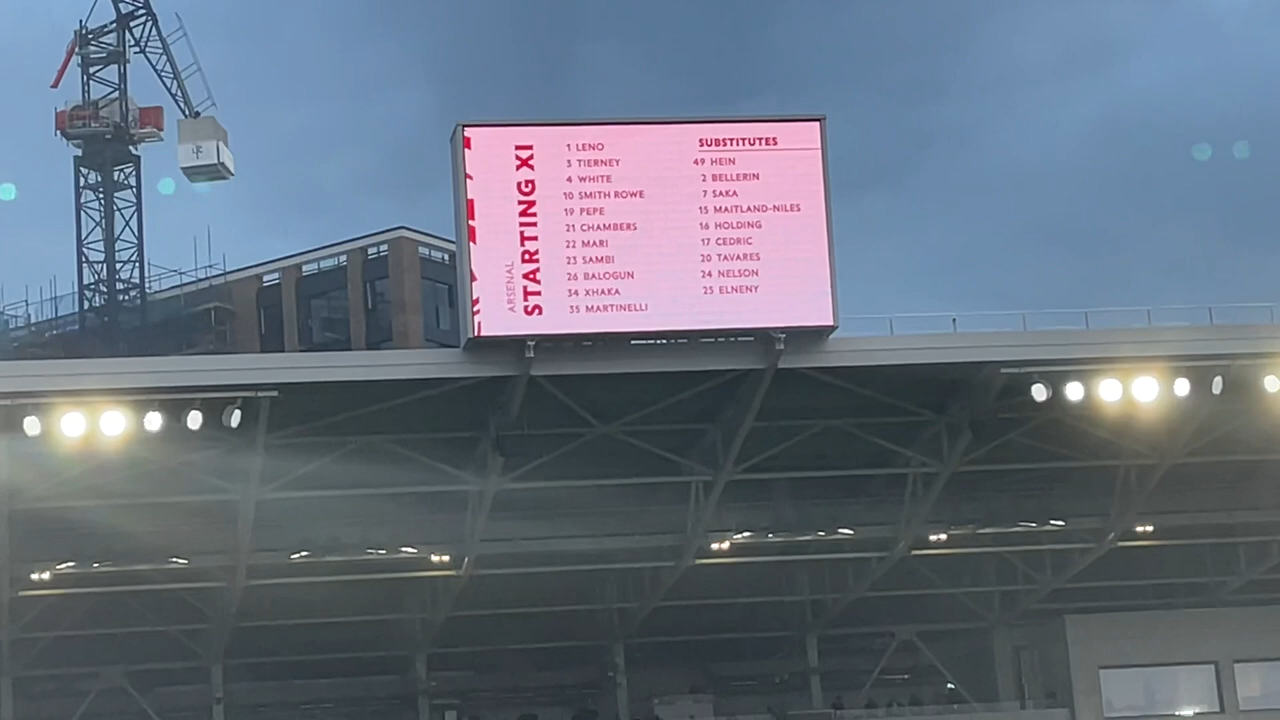 ARSENAL
STARTING XI
1 LENO
3 TIERNEY
4 WHITE
10 SMITH ROWE
19 PEPE
21 CHAMBERS
22 MARI
23 SAMBI
26 BALOGUN
34 XHAKA
35 MARTINELLI
SUBSTITUTES
49 HEIN
2 BELLERIN
7 SAKA
15 MAITLAND-NILES
16 HOLDING
17 CEDRIC
20 TAVARES
24 NELSON
25 ELNENY